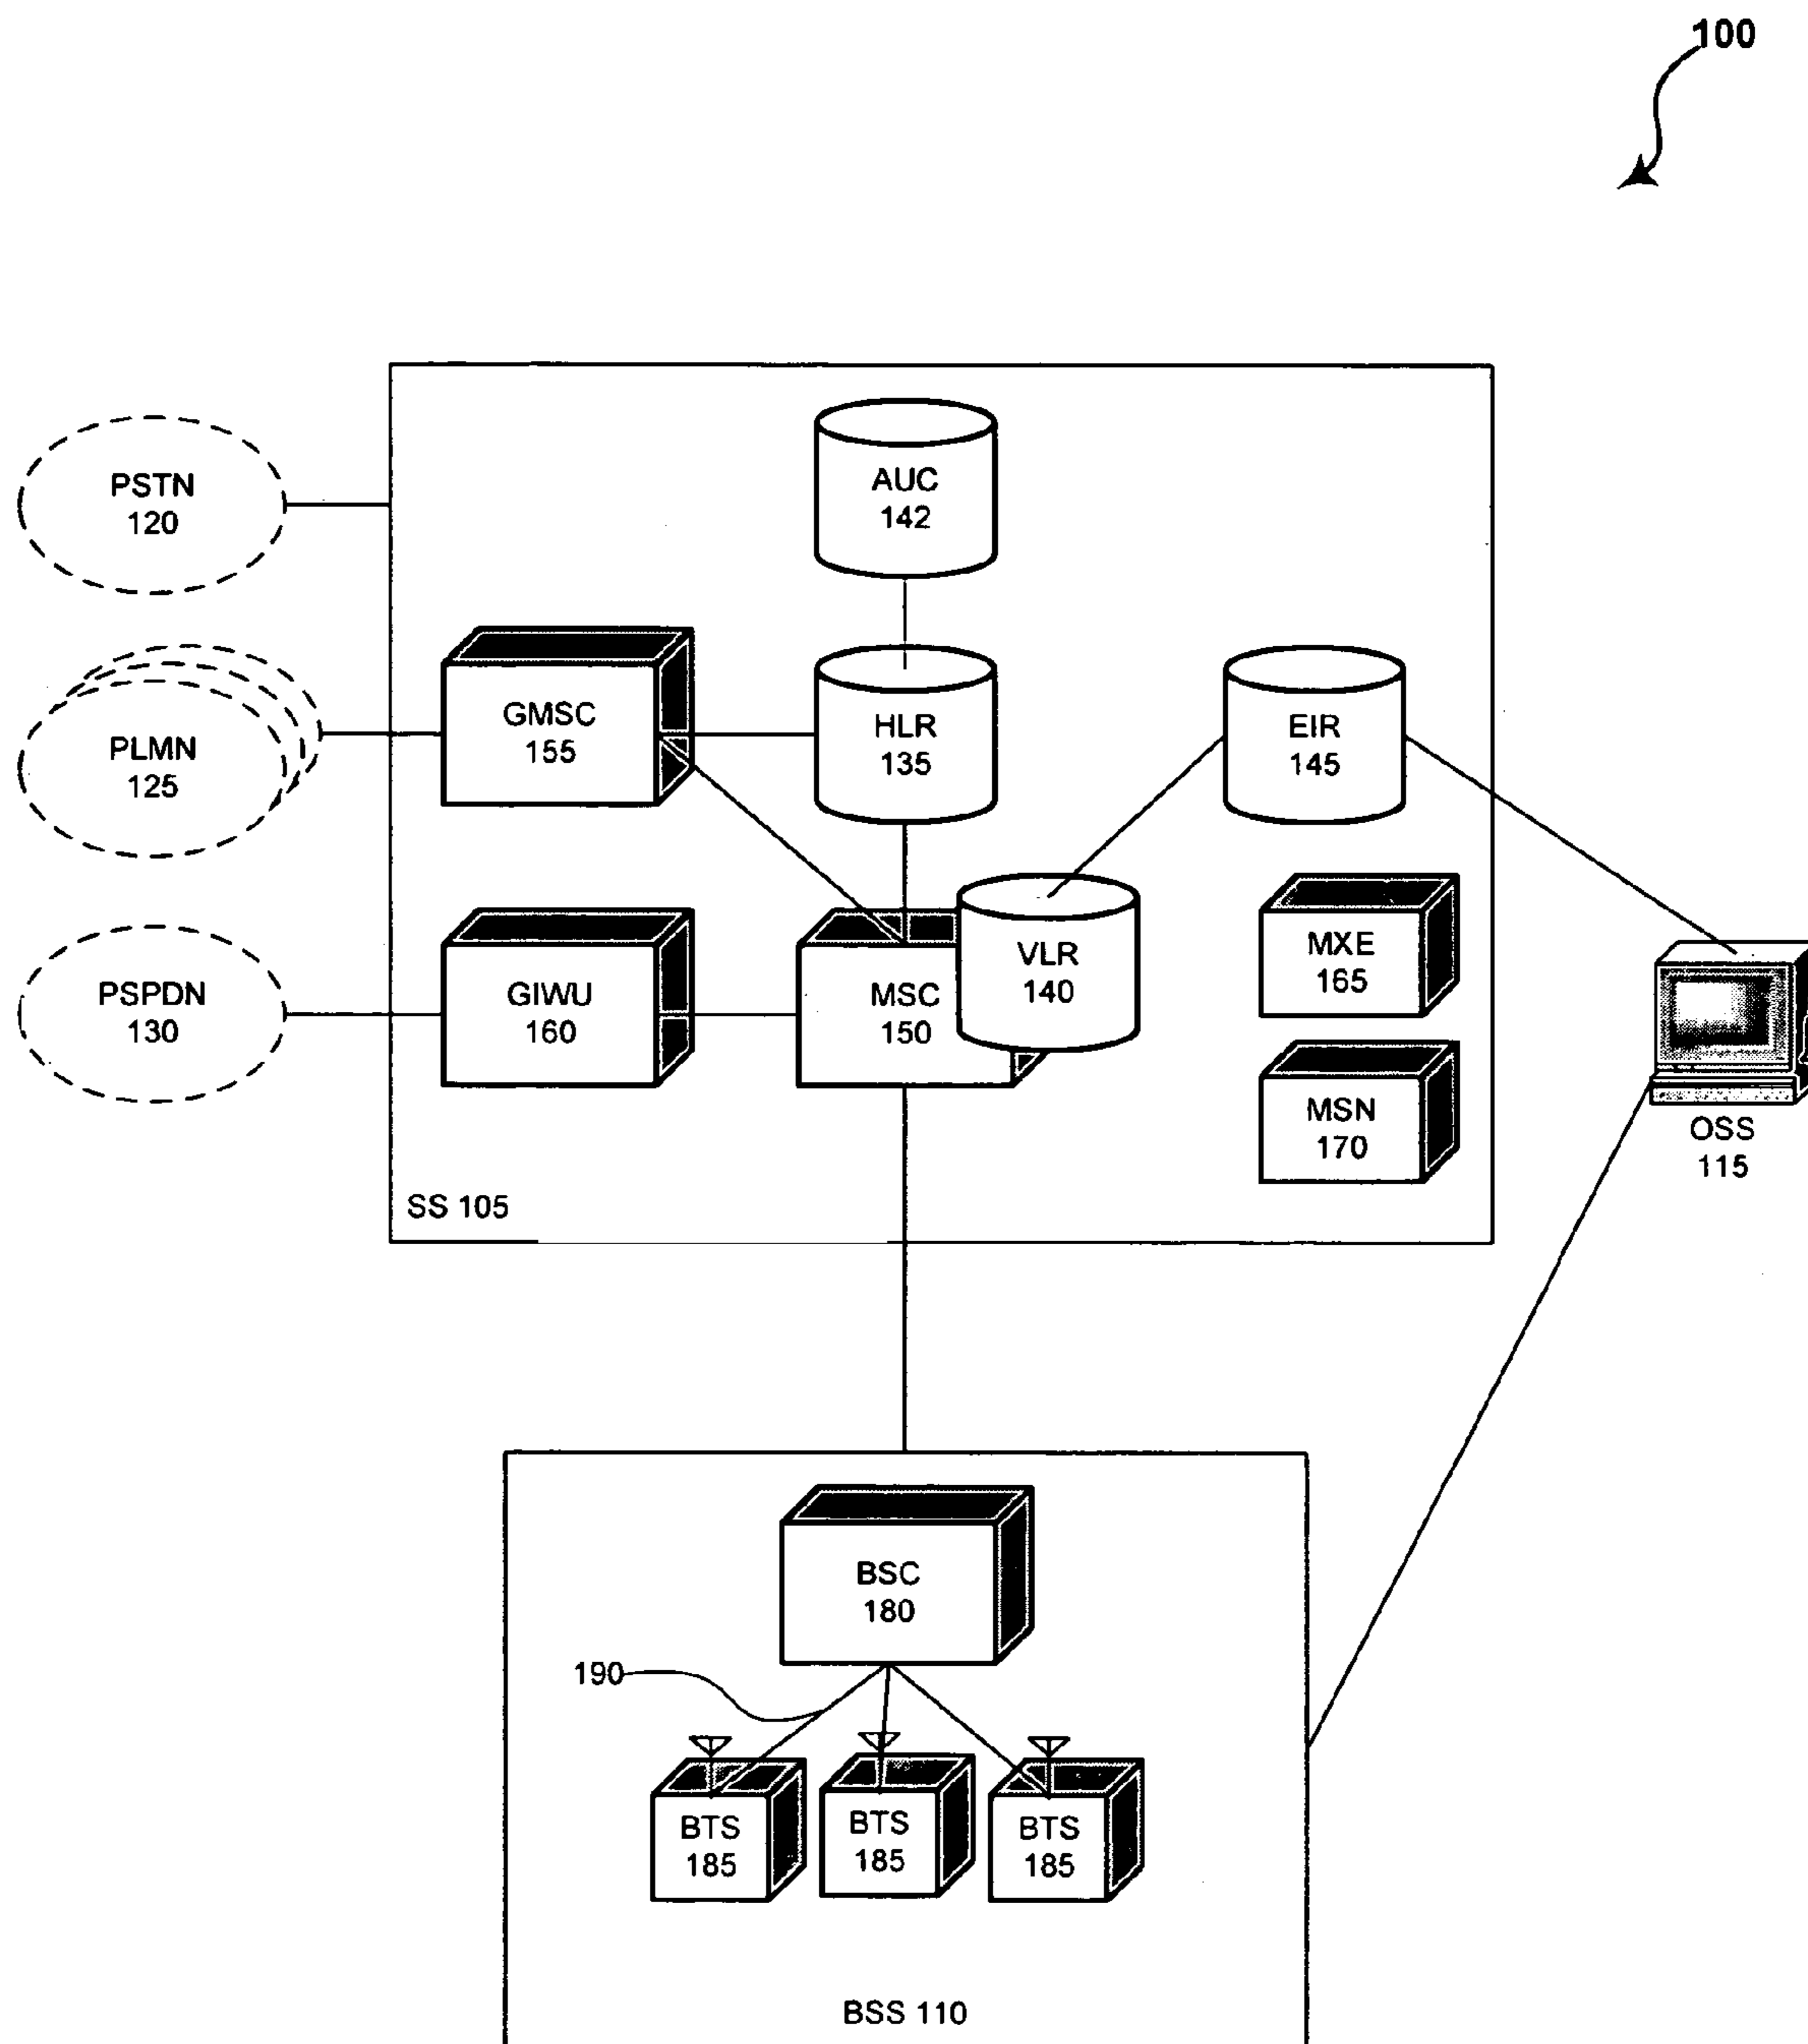 100
PSTN
120
AUC
142
PLMN
125
GMSC
155
HLR
135
EIR
145
PSPDN
130
GIWU
160
MSC
150
VLR
140
MXE
165
MSN
170
OSS
115
SS 105
BSC
180
190
BTS
185
BTS
185
BTS
185
BSS 110